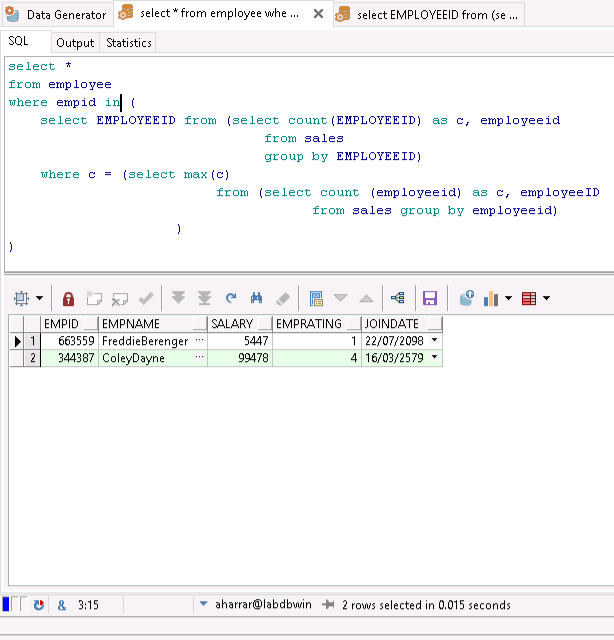 Data Generator
select * from employee whe ...
select EMPLOYEEID from (se ...
SQL
Output
Statistics
select *
from employee
where empid in (
select EMPLOYEEID from (select count(EMPLOYEEID) as c, employeeid
from sales
group by EMPLOYEEID)
where c = (select max(c)
from (select count (employeeid) as c, employeeID
from sales group by employeeid)
)
)
EMPID EMPNAME SALARY EMPRATING JOINDATE
1 663559 FreddieBerenger ... 5447 1 22/07/2098
2 344387 ColeyDayne ... 99478 4 16/03/2579
& 3:15 aharrar@labdbwin 2 rows selected in 0.015 seconds